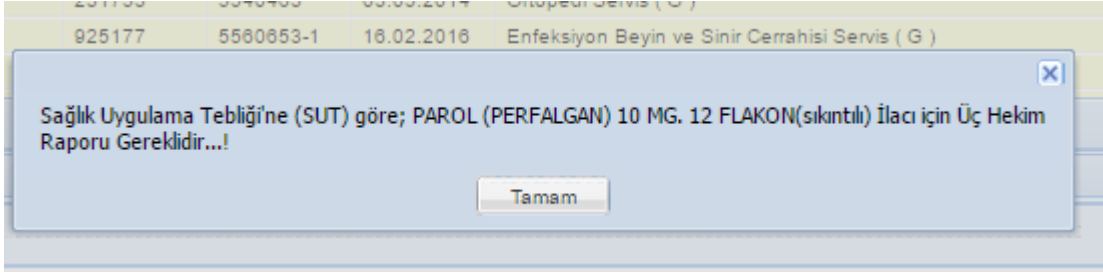 925177 5560653-1 16.02.2016 Enfeksiyon Beyin ve Sinir Cerrahisi Servis ( G )
Sağlık Uygulama Tebliği'ne (SUT) göre; PAROL (PERFALGAN) 10 MG. 12 FLAKON(sıkıntılı) İlacı için Üç Hekim
Raporu Gereklidir...!
Tamam